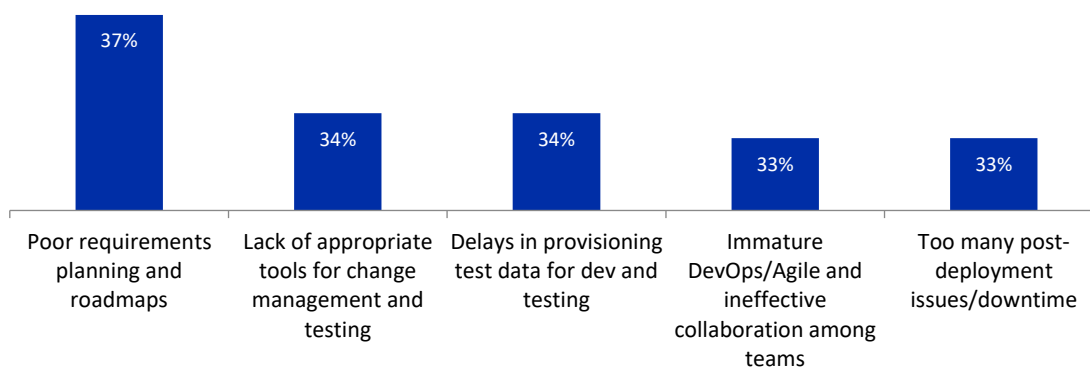 37%
34%
34%
33%
33%
Poor requirements
planning and
roadmaps
Lack of appropriate
tools for change
management and
testing
Delays in provisioning
test data for dev and
testing
Immature
DevOps/Agile and
ineffective
collaboration among
teams
Too many post-
deployment
issues/downtime